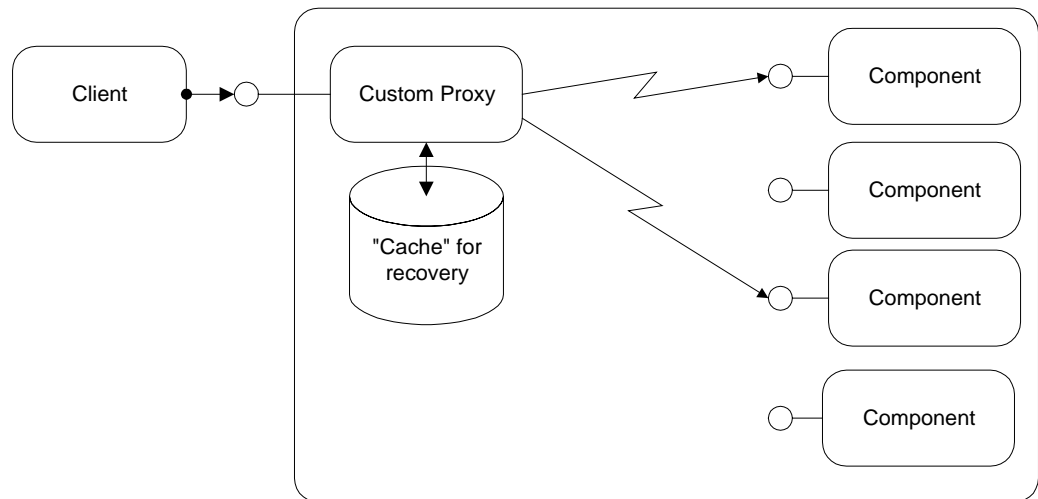 Client
Custom Proxy
Component
Component
"Cache" for
recovery
Component
Component